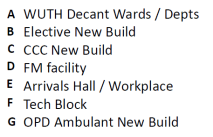 A WUTH Decant Wards / Depts
B Elective New Build
C CCC New Build
D FM facility
E Arrivals Hall / Workplace
F Tech Block
G OPD Ambulant New Build